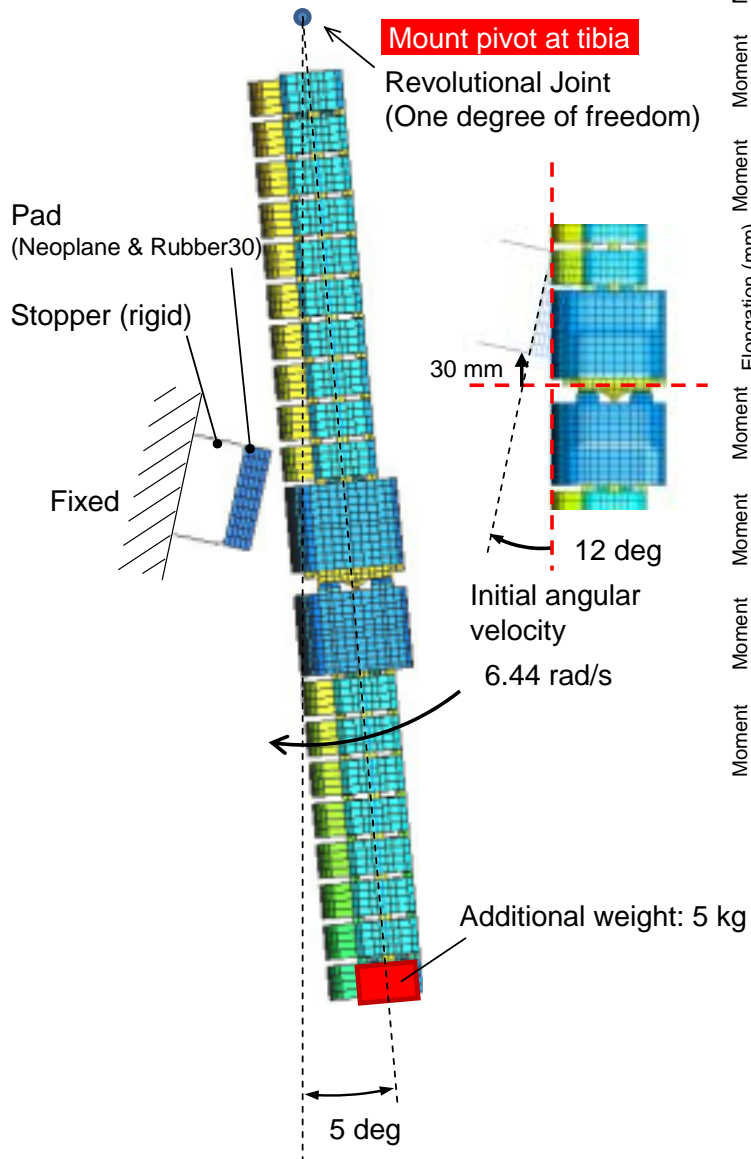 Mount pivot at tibia
Revolutional Joint
(One degree of freedom)
Pad
(Neoplane & Rubber30)
Stopper (rigid)
Fixed
30 mm
12 deg
Initial angular
velocity
6.44 rad/s
Additional weight: 5 kg
5 deg
Moment
Moment
Elongation (mm)
Moment
Moment
Moment
Moment